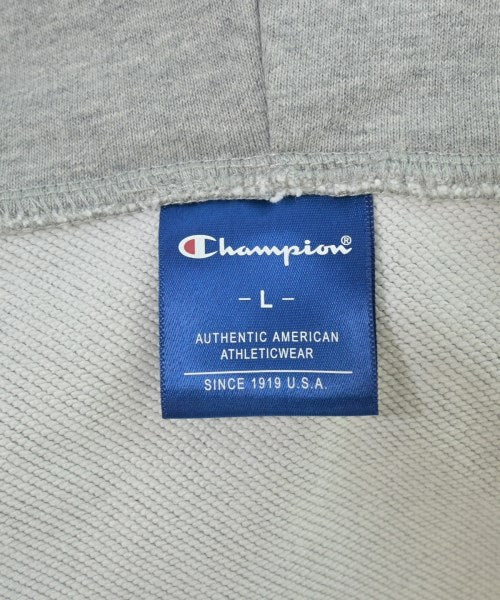 Champion®
- L -
AUTHENTIC AMERICAN
ATHLETICWEAR
SINCE 1919 U.S.A.